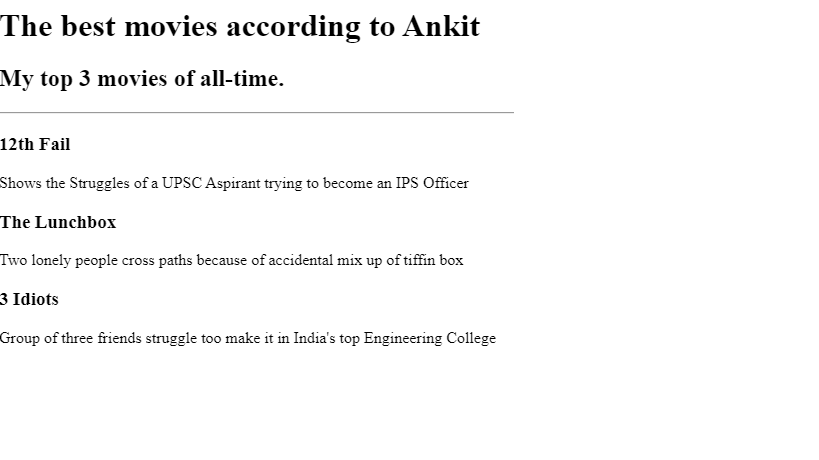 The best movies according to Ankit
My top 3 movies of all-time.
12th Fail
Shows the Struggles of a UPSC Aspirant trying to become an IPS Officer
The Lunchbox
Two lonely people cross paths because of accidental mix up of tiffin box
3 Idiots
Group of three friends struggle too make it in India's top Engineering College